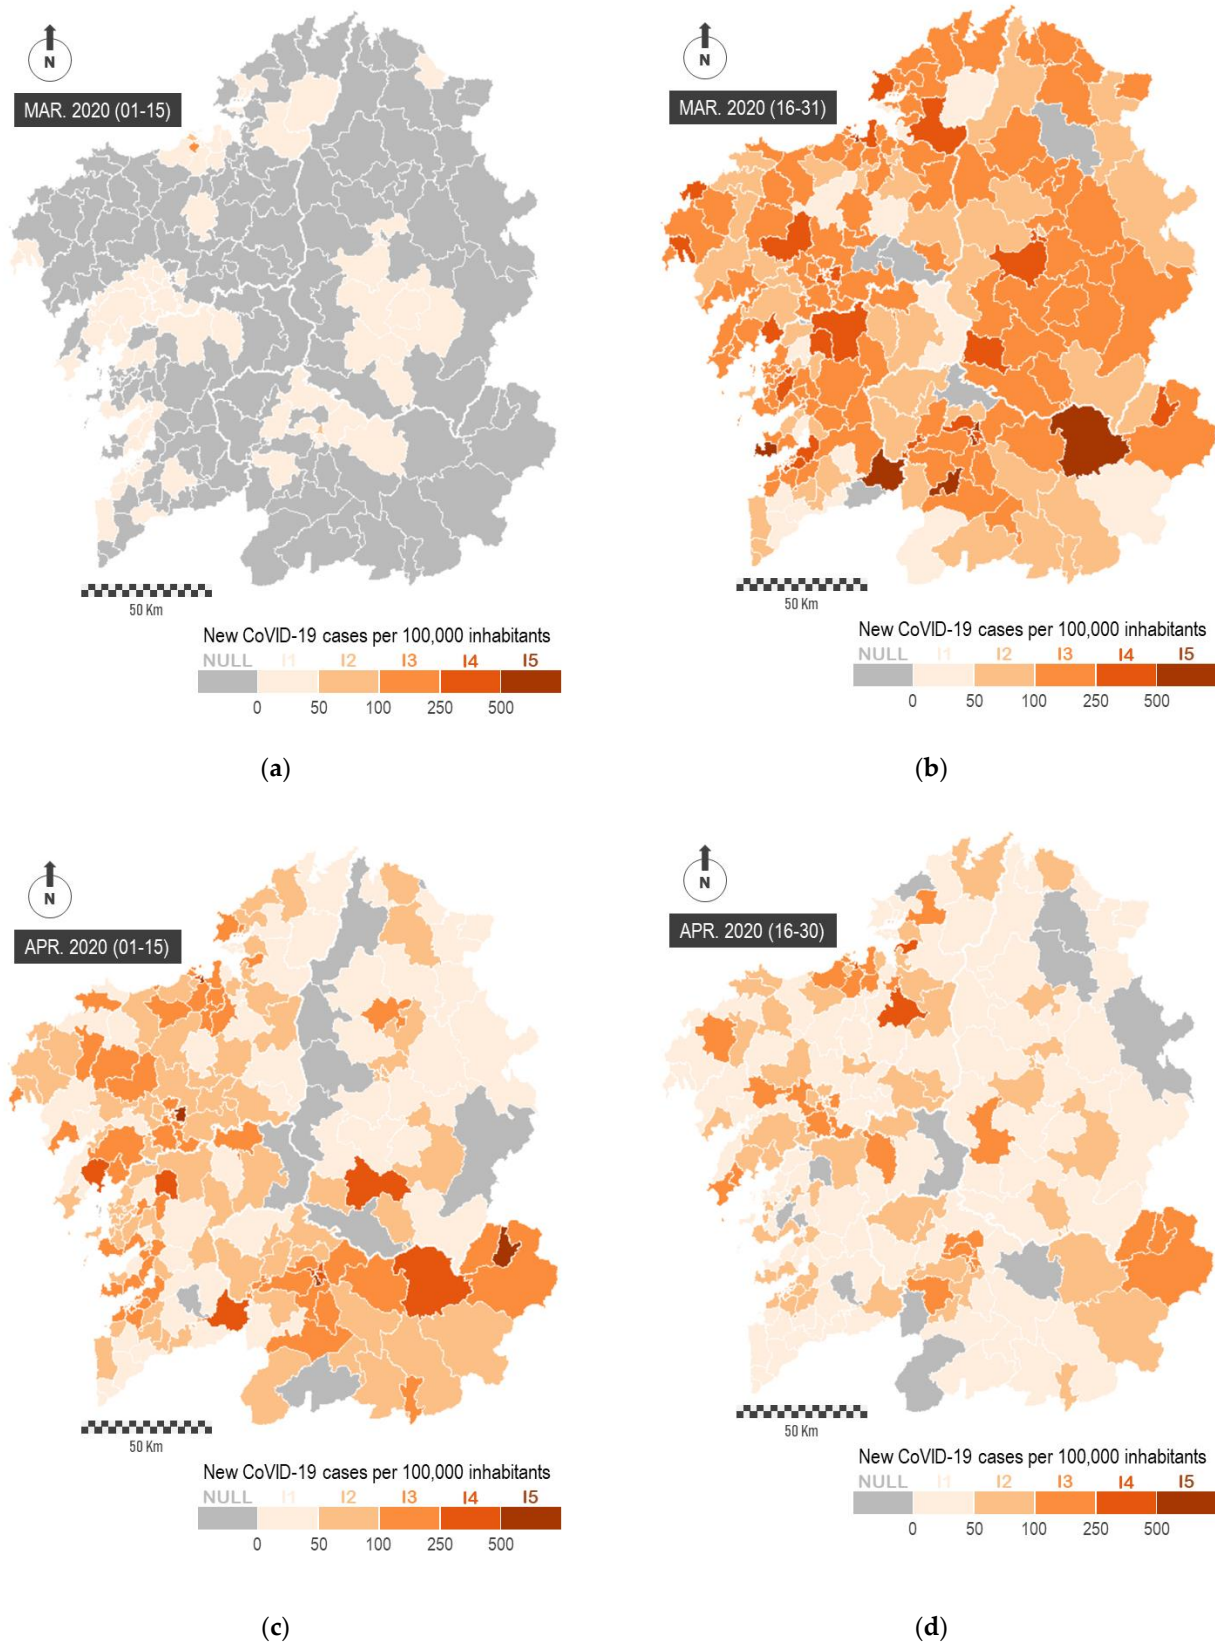 N
MAR. 2020 (01-15)
50 Km
New CoVID-19 cases per 100,000 inhabitants
NULL I1 I2 I3 I4 I5
0 50 100 250 500
(a)
N
MAR. 2020 (16-31)
50 Km
New CoVID-19 cases per 100,000 inhabitants
NULL I1 I2 I3 I4 I5
0 50 100 250 500
(b)
N
APR. 2020 (01-15)
50 Km
New CoVID-19 cases per 100,000 inhabitants
NULL I1 I2 I3 I4 I5
0 50 100 250 500
(c)
N
APR. 2020 (16-30)
50 Km
New CoVID-19 cases per 100,000 inhabitants
NULL I1 I2 I3 I4 I5
0 50 100 250 500
(d)